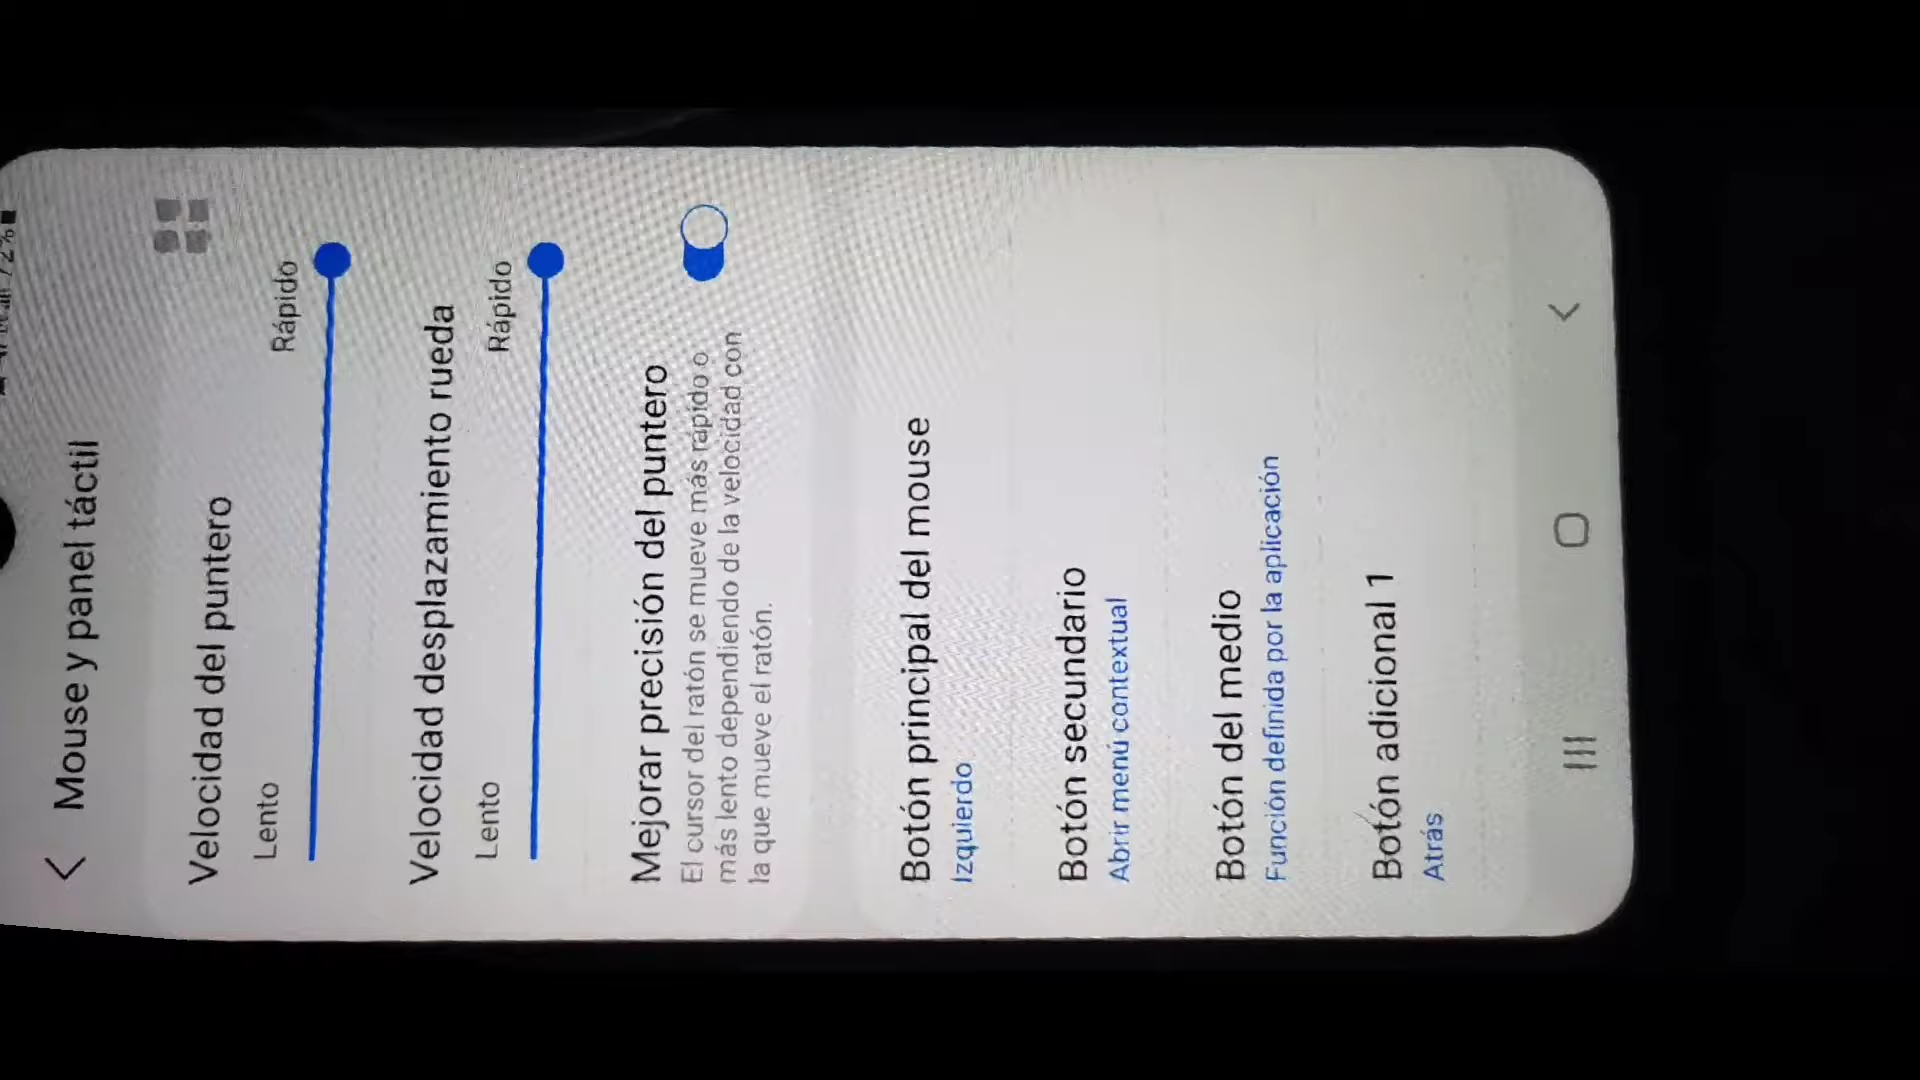 Mouse y panel táctil
Velocidad del puntero
Lento Rápido
Velocidad desplazamiento rueda
Lento Rápido
Mejorar precisión del puntero
El cursor del ratón se mueve más rápido o
más lento dependiendo de la velocidad con
la que mueve el ratón.
Botón principal del mouse
Izquierdo
Botón secundario
Abrir menú contextual
Botón del medio
Función definida por la aplicación
Botón adicional 1
Atrás